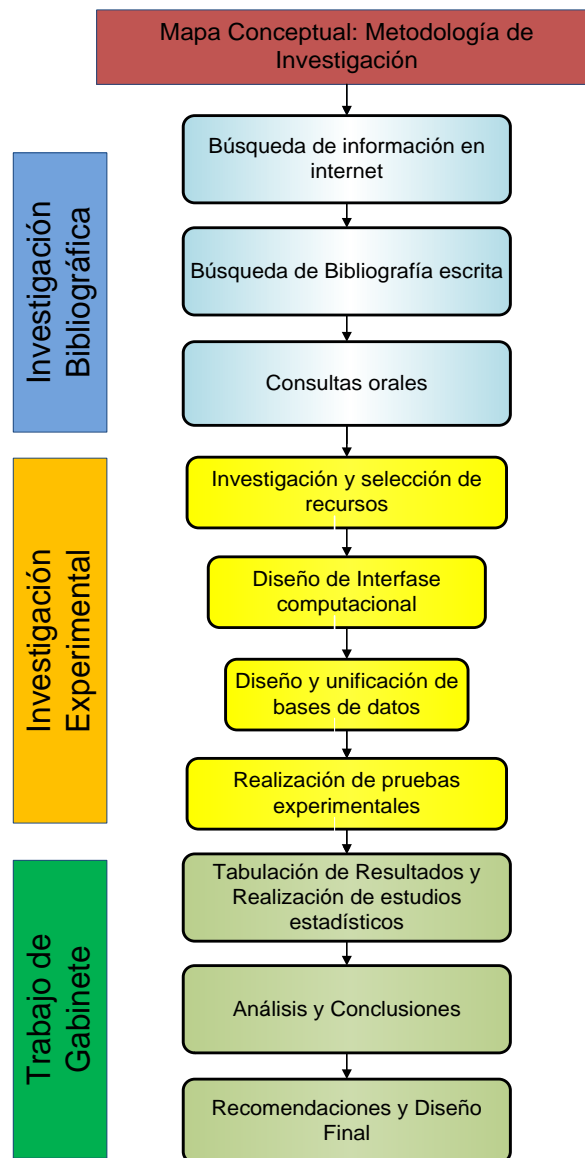 Mapa Conceptual: Metodología de
Investigación
Investigación
Bibliográfica
Búsqueda de información en
internet
Búsqueda de Bibliografía escrita
Consultas orales
Investigación
Experimental
Investigación y selección de
recursos
Diseño de Interfase
computacional
Diseño y unificación de
bases de datos
Realización de pruebas
experimentales
Trabajo de
Gabinete
Tabulación de Resultados y
Realización de estudios
estadísticos
Análisis y Conclusiones
Recomendaciones y Diseño
Final